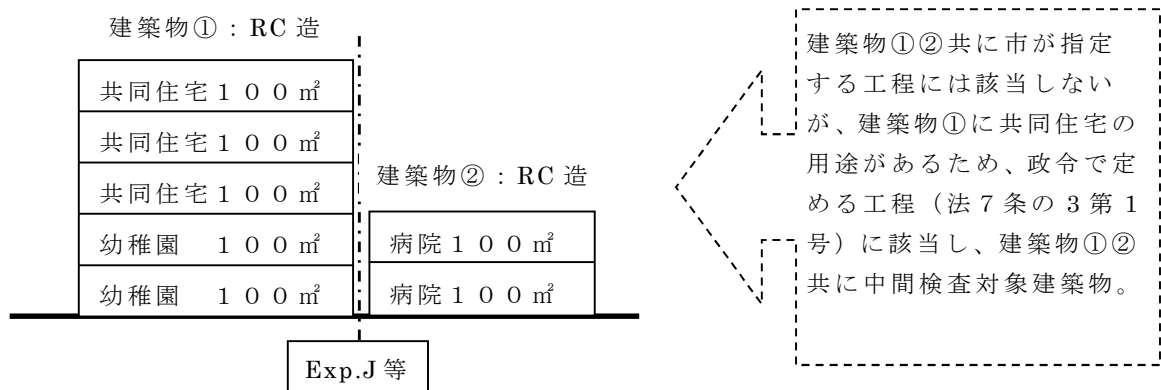 建築物①：RC 造
共同住宅１００㎡
共同住宅１００㎡
共同住宅１００㎡
幼稚園　１００㎡
幼稚園　１００㎡
建築物②：RC 造
病院１００㎡
病院１００㎡
Exp.J 等
建築物①②共に市が指定
する工程には該当しない
が、建築物①に共同住宅の
用途があるため、政令で定
める工程（法７条の３第１
号）に該当し、建築物①②
共に中間検査対象建築物。